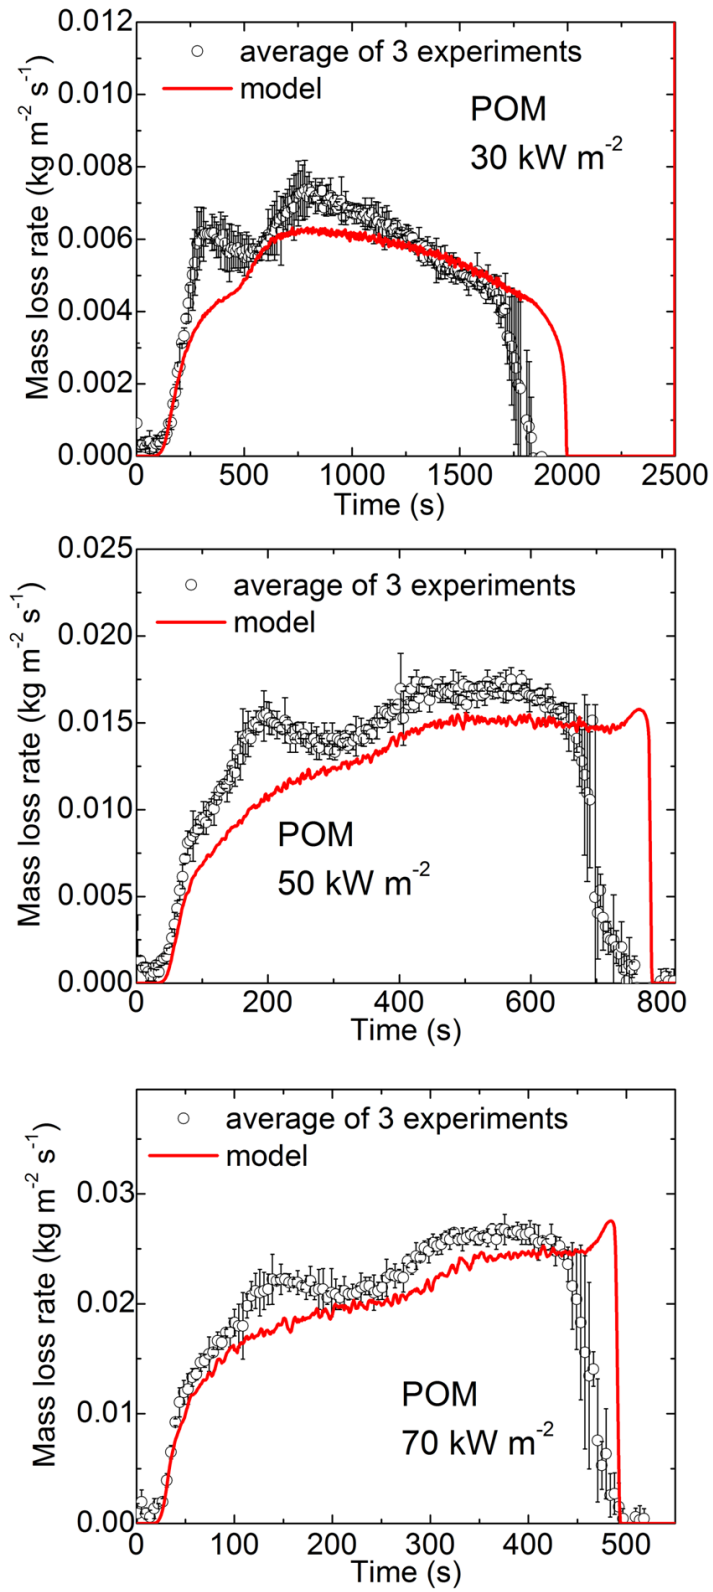 0.012
average of 3 experiments
model
0.010
POM
30 kW m⁻²
0.008
0.006
0.004
0.002
0.000
Mass loss rate (kg m⁻² s⁻¹)
0 500 1000 1500 2000 2500
Time (s)
0.025
average of 3 experiments
model
0.020
0.015
0.010
POM
50 kW m⁻²
0.005
0.000
Mass loss rate (kg m⁻² s⁻¹)
0 200 400 600 800
Time (s)
average of 3 experiments
model
0.03
0.02
POM
70 kW m⁻²
0.01
0.00
Mass loss rate (kg m⁻² s⁻¹)
0 100 200 300 400 500
Time (s)